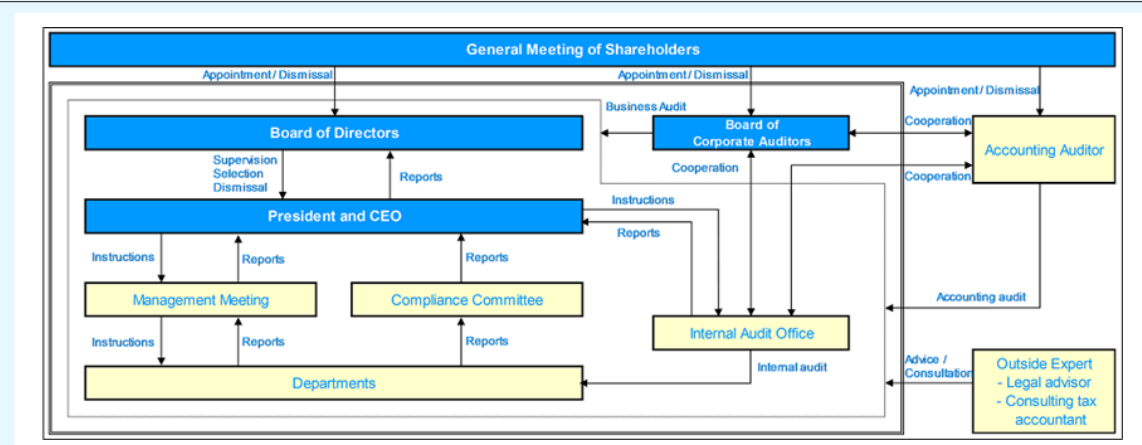 General Meeting of Shareholders
Appointment / Dismissal
Appointment / Dismissal
Appointment / Dismissal
Business Audit
Board of Directors
Board of
Corporate Auditors
Cooperation
Accounting Auditor
Supervision
Selection
Dismissal
Reports
Cooperation
Cooperation
President and CEO
Instructions
Reports
Instructions
Reports
Reports
Management Meeting
Compliance Committee
Accounting audit
Internal Audit Office
Instructions
Reports
Reports
Internal audit
Advice /
Consultation
Departments
Outside Expert
- Legal advisor
- Consulting tax
accountant